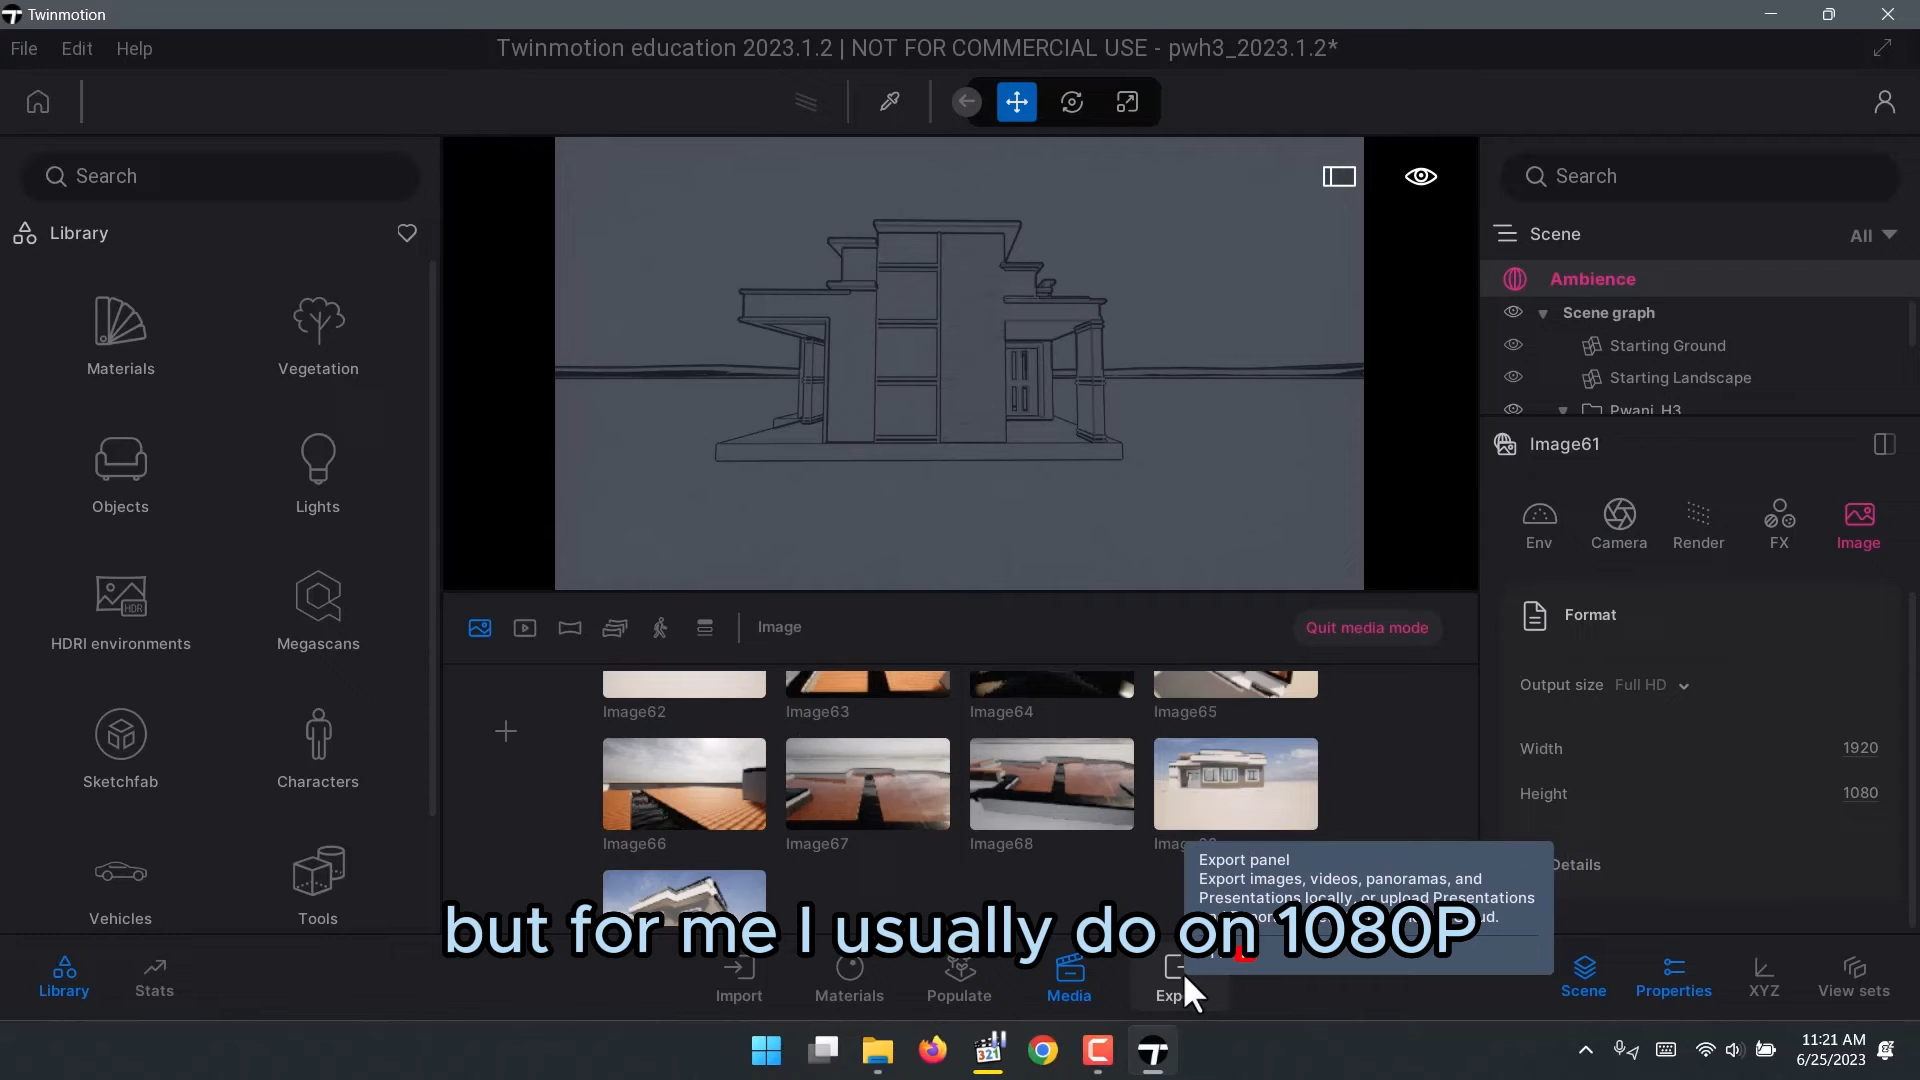 Twinmotion
File Edit Help
Twinmotion education 2023.1.2 | NOT FOR COMMERCIAL USE - pwh3_2023.1.2*
Search
Library
Materials
Vegetation
Objects
Lights
HDR
HDRI environments
Megascans
Sketchfab
Characters
Vehicles
Tools
Image
Quit media mode
Image62
Image63
Image64
Image65
Image66
Image67
Image68
Export panel
Export images, videos, panoramas, and
Presentations locally, or upload Presentations
but for me I usually do on 1080P
Search
Scene
All
Ambience
Scene graph
Starting Ground
Starting Landscape
Pwani_H3
Image61
Env
Camera
Render
FX
Image
Format
Output size Full HD
Width 1920
Height 1080
Details
Library
Stats
Import
Materials
Populate
Media
Scene
Properties
XYZ
View sets
321
11:21 AM
6/25/2023